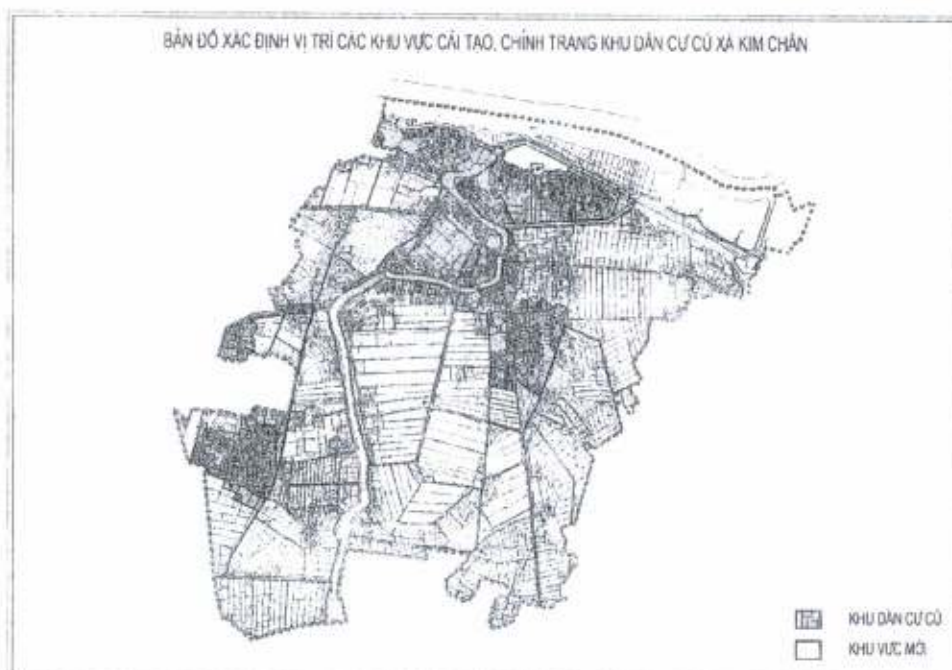 BẢN ĐỒ XÁC ĐỊNH VỊ TRÍ CÁC KHU VỰC CẢI TẠO, CHỈNH TRANG KHU DÂN CƯ CŨ XÃ KIM CHÂN
KHU DÂN CƯ CŨ
KHU VỰC MỚI